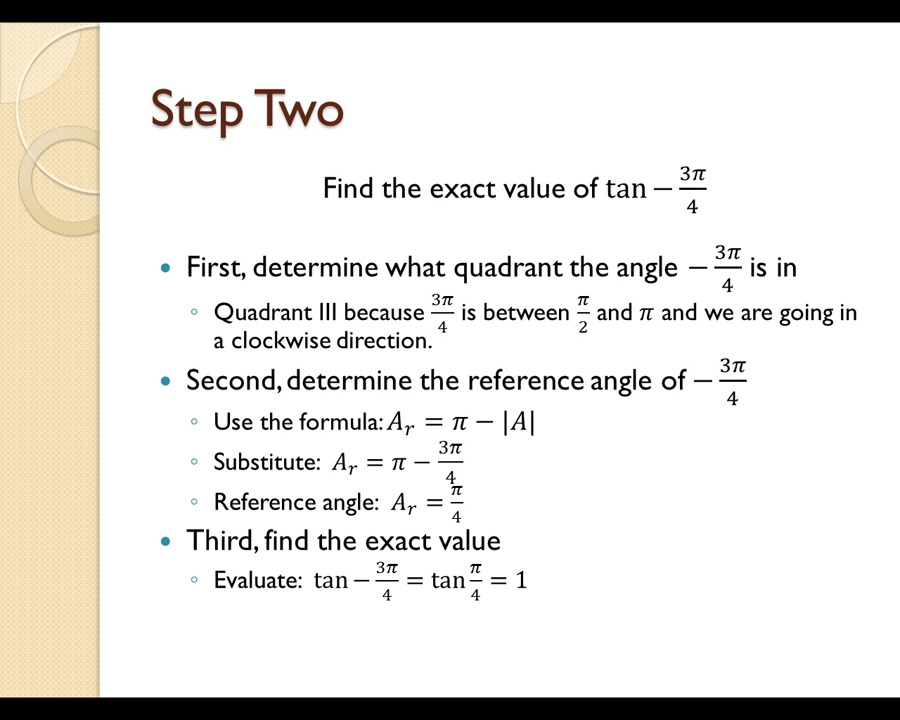 Step Two
Find the exact value of tan − 3π/4
• First, determine what quadrant the angle − 3π/4 is in
◦ Quadrant III because 3π/4 is between π/2 and π and we are going in
a clockwise direction.
• Second, determine the reference angle of − 3π/4
◦ Use the formula: Aᵣ = π − |A|
◦ Substitute: Aᵣ = π − 3π/4
◦ Reference angle: Aᵣ = π/4
• Third, find the exact value
◦ Evaluate: tan − 3π/4 = tan π/4 = 1